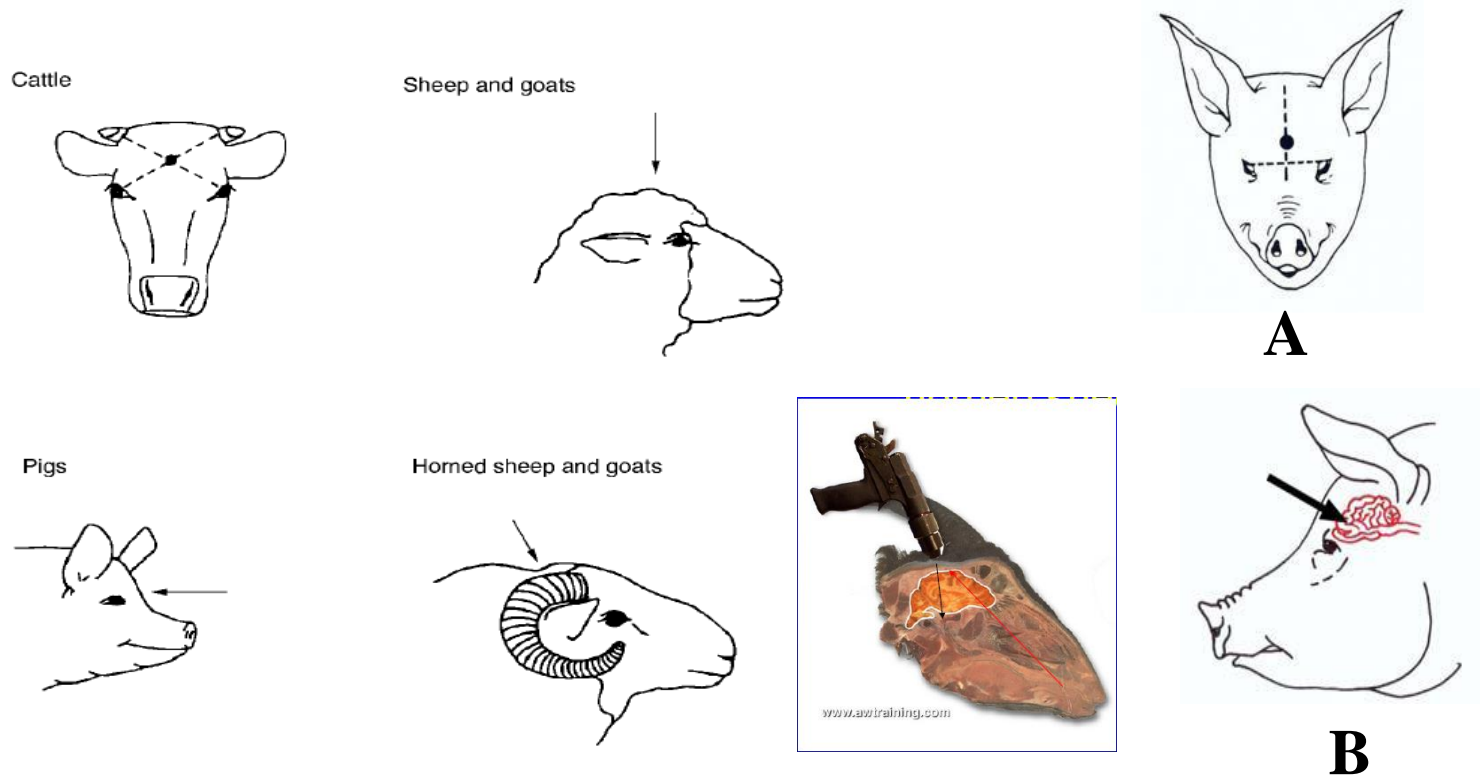 Cattle
Sheep and goats
A
Pigs
Horned sheep and goats
www.awtraining.com
B